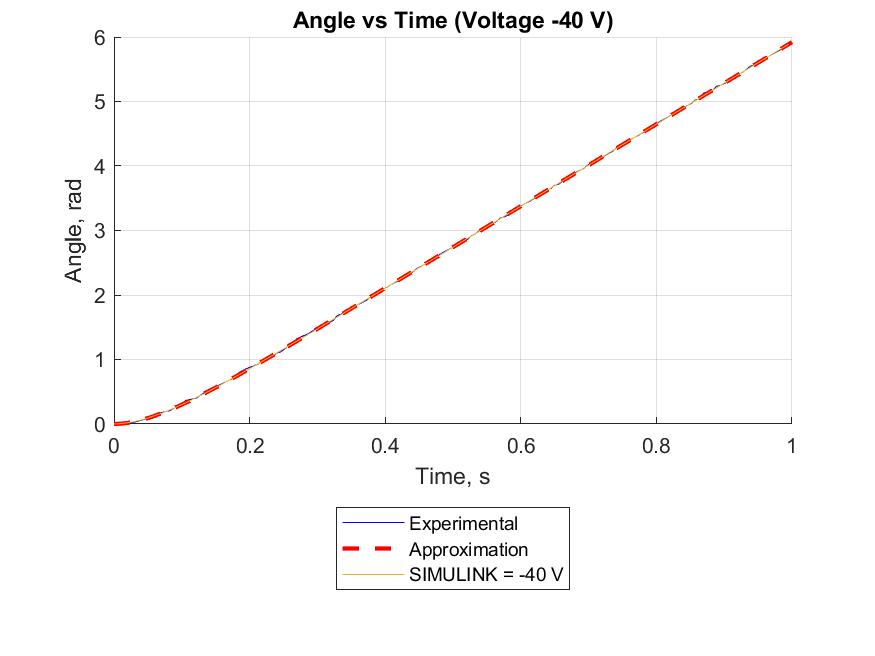 Angle vs Time (Voltage -40 V)
6
5
4
3
2
1
0
Angle, rad
0
0.2
0.4
0.6
0.8
1
Time, s
Experimental
Approximation
SIMULINK = -40 V